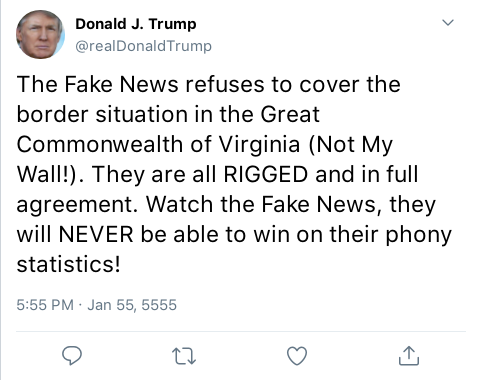 Donald J. Trump
@realDonaldTrump
The Fake News refuses to cover the
border situation in the Great
Commonwealth of Virginia (Not My
Wall!). They are all RIGGED and in full
agreement. Watch the Fake News, they
will NEVER be able to win on their phony
statistics!
5:55 PM · Jan 55, 5555